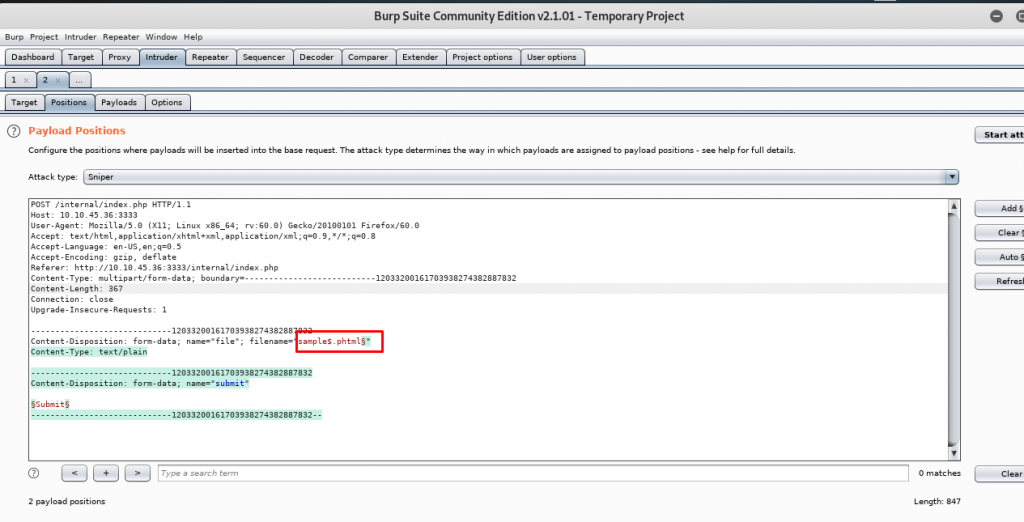 Burp Suite Community Edition v2.1.01 - Temporary Project
Burp Project Intruder Repeater Window Help
Dashboard Target Proxy Intruder Repeater Sequencer Decoder Comparer Extender Project options User options
1 × 2 × ...
Target Positions Payloads Options
? Payload Positions
Start att
Configure the positions where payloads will be inserted into the base request. The attack type determines the way in which payloads are assigned to payload positions - see help for full details.
Attack type: Sniper
POST /internal/index.php HTTP/1.1
Host: 10.10.45.36:3333
User-Agent: Mozilla/5.0 (X11; Linux x86_64; rv:60.0) Gecko/20100101 Firefox/60.0
Accept: text/html,application/xhtml+xml,application/xml;q=0.9,*/*;q=0.8
Accept-Language: en-US,en;q=0.5
Accept-Encoding: gzip, deflate
Referer: http://10.10.45.36:3333/internal/index.php
Content-Type: multipart/form-data; boundary=---------------------------12033200161703938274382887832
Content-Length: 367
Connection: close
Upgrade-Insecure-Requests: 1
-----------------------------12033200161703938274382887832
Content-Disposition: form-data; name="file"; filename="sample§.phtml§"
Content-Type: text/plain
-----------------------------12033200161703938274382887832
Content-Disposition: form-data; name="submit"
§Submit§
-----------------------------12033200161703938274382887832--
Add §
Clear §
Auto §
Refresh
? < + > Type a search term 0 matches Clear
2 payload positions Length: 847